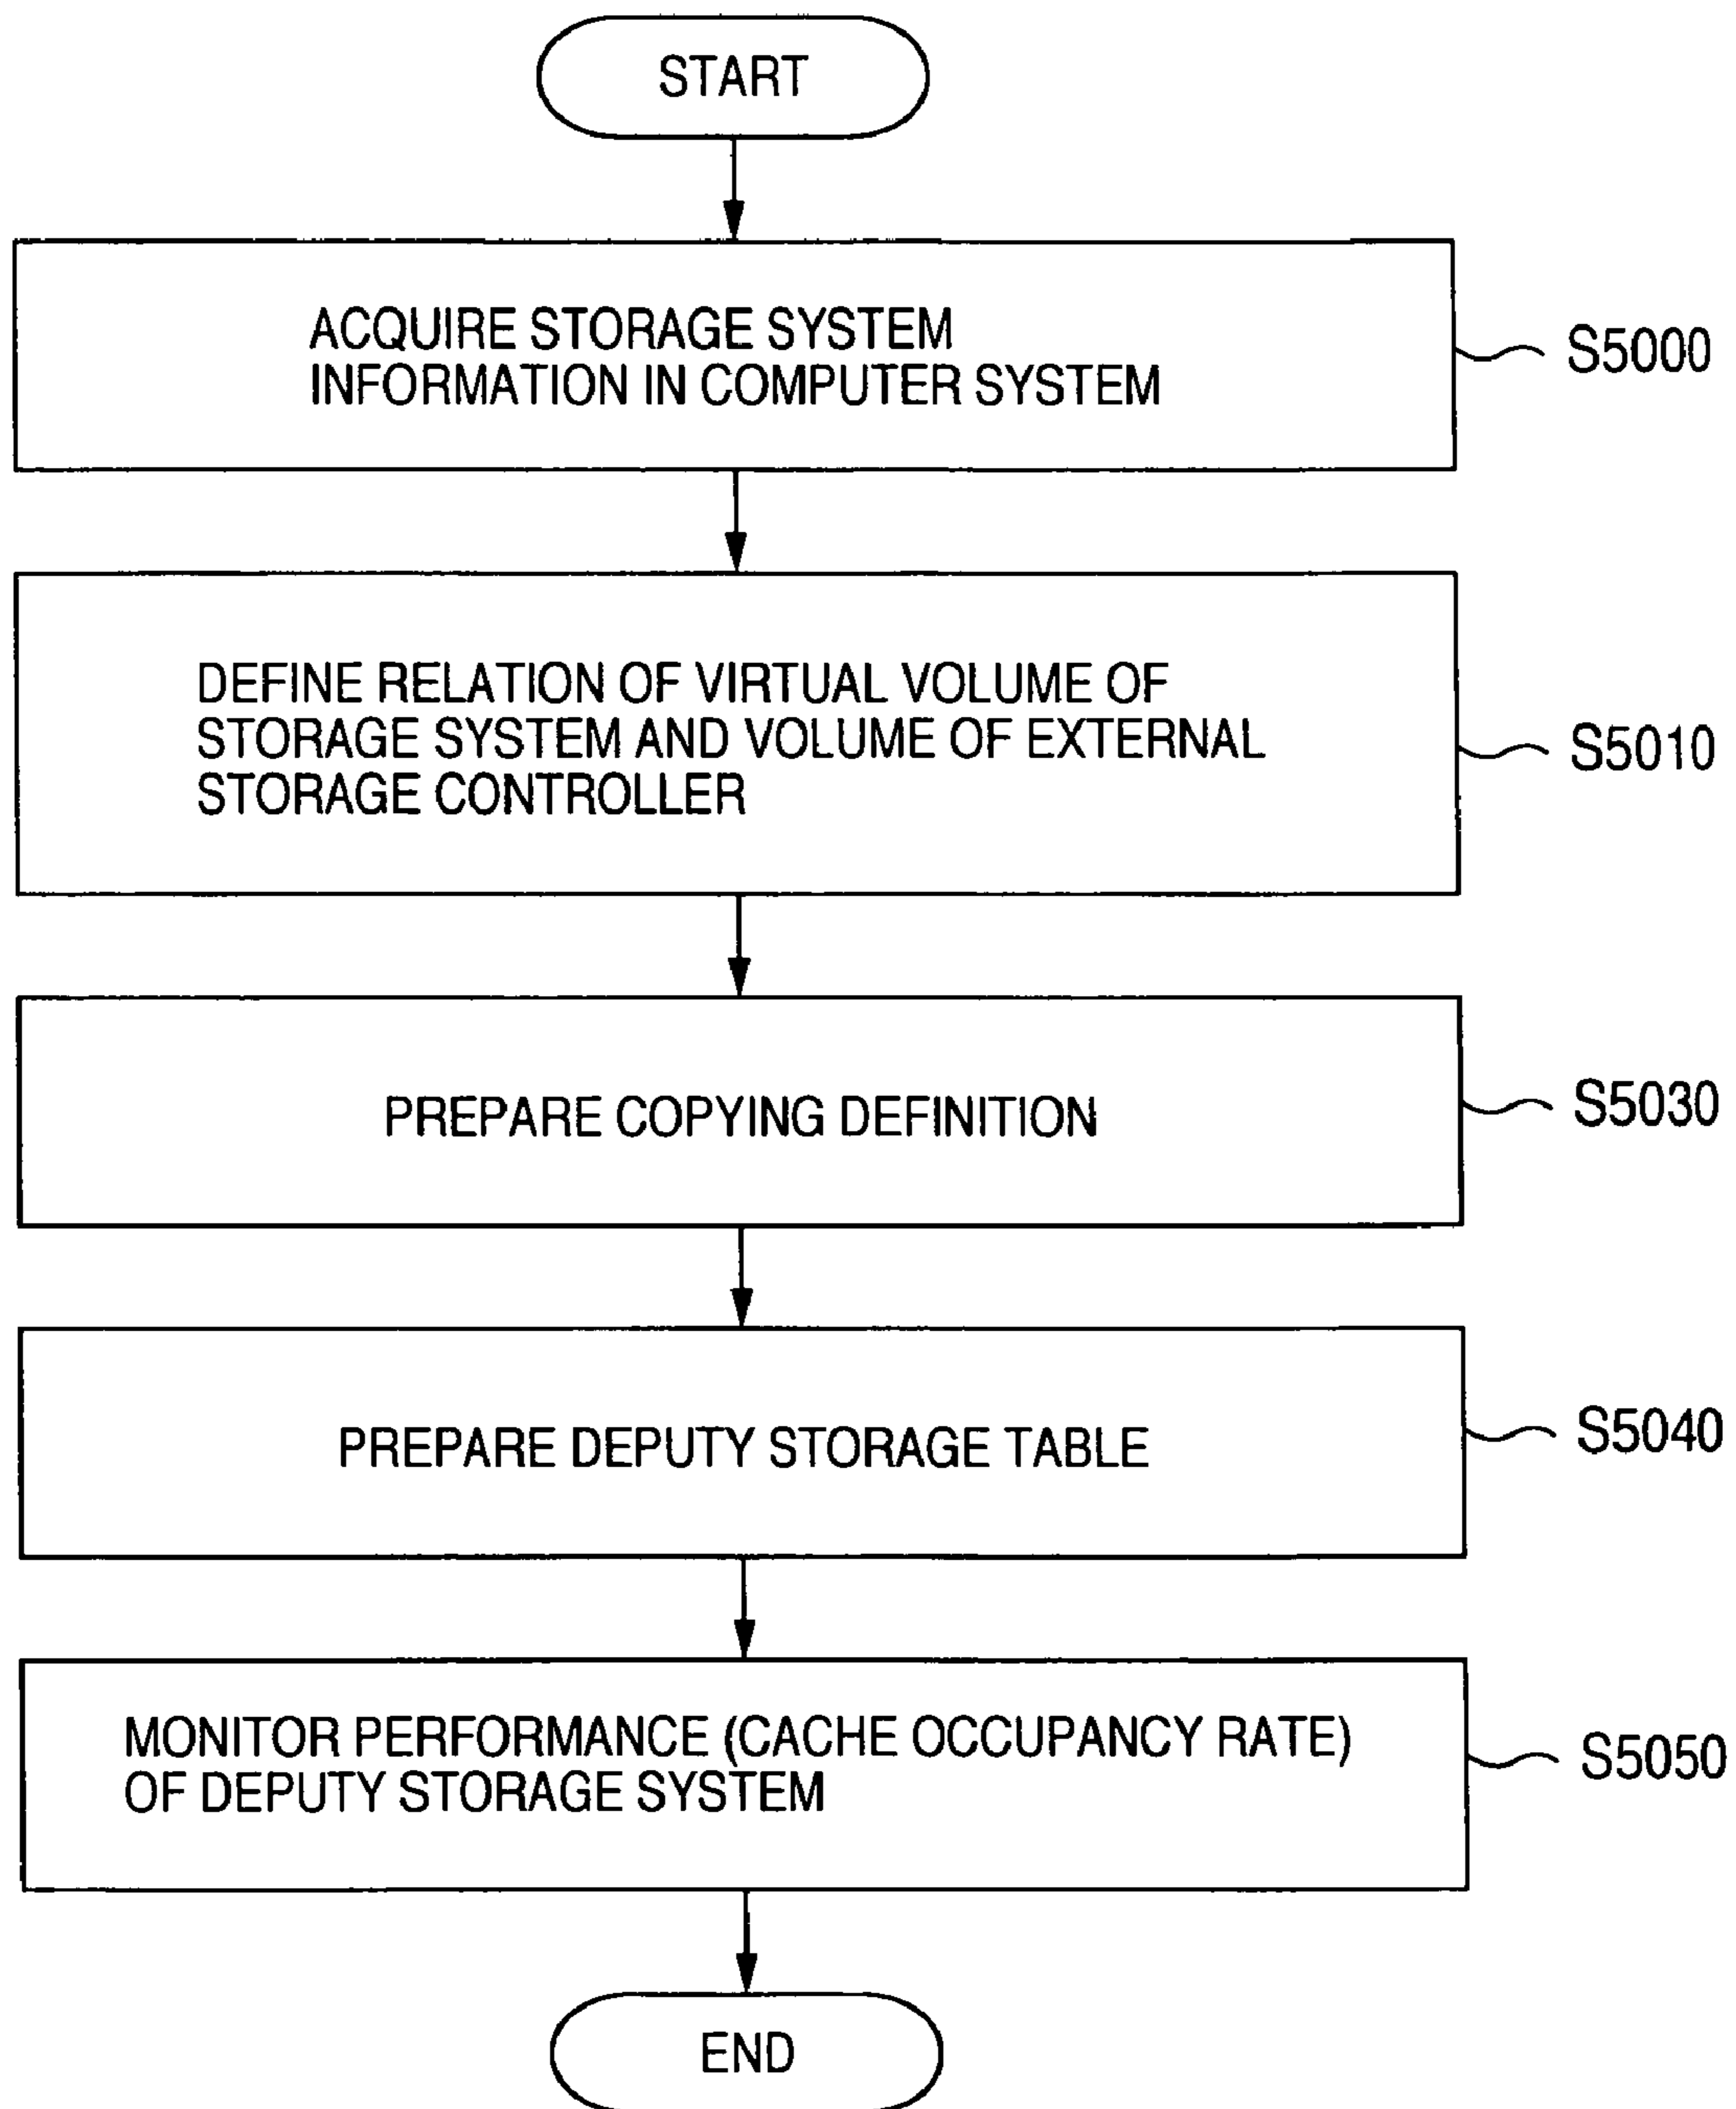 START
ACQUIRE STORAGE SYSTEM
INFORMATION IN COMPUTER SYSTEM
S5000
DEFINE RELATION OF VIRTUAL VOLUME OF
STORAGE SYSTEM AND VOLUME OF EXTERNAL
STORAGE CONTROLLER
S5010
PREPARE COPYING DEFINITION
S5030
PREPARE DEPUTY STORAGE TABLE
S5040
MONITOR PERFORMANCE (CACHE OCCUPANCY RATE)
OF DEPUTY STORAGE SYSTEM
S5050
END